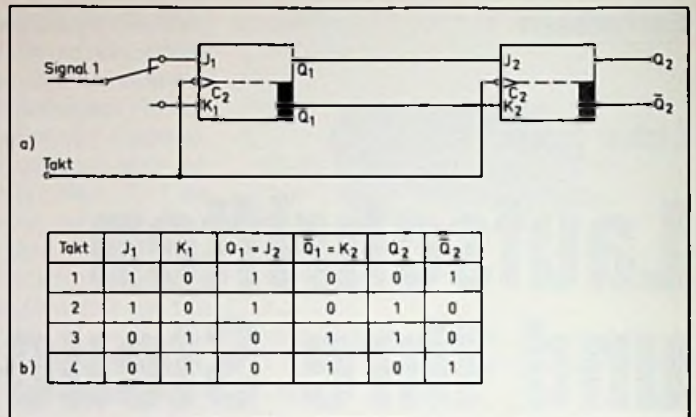 Signal 1
J₁ Q₁ J₂ Q₂
C₂ C₂
K₁ Q̄₁ K₂ Q̄₂
a)
Takt
Takt J₁ K₁ Q₁ = J₂ Q̄₁ = K₂ Q₂ Q̄₂
1 1 0 1 0 0 1
2 1 0 1 0 1 0
3 0 1 0 1 1 0
b) 4 0 1 0 1 0 1